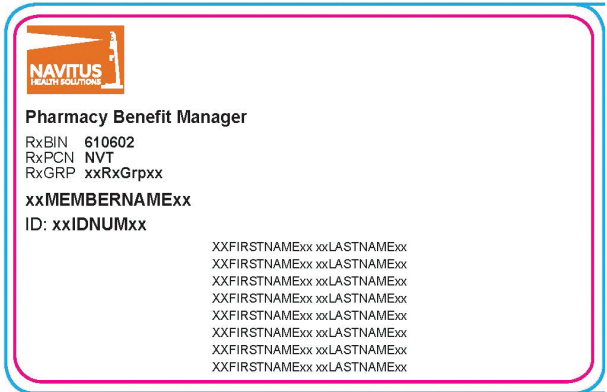 NAVITUS
HEALTH SOLUTIONS
Pharmacy Benefit Manager
RxBIN 610602
RxPCN NVT
RxGRP xxRxGrpxx
xxMEMBERNAMExx
ID: xxIDNUMxx
XXFIRSTNAMExx xxLASTNAMExx
XXFIRSTNAMExx xxLASTNAMExx
XXFIRSTNAMExx xxLASTNAMExx
XXFIRSTNAMExx xxLASTNAMExx
XXFIRSTNAMExx xxLASTNAMExx
XXFIRSTNAMExx xxLASTNAMExx
XXFIRSTNAMExx xxLASTNAMExx
XXFIRSTNAMExx xxLASTNAMExx